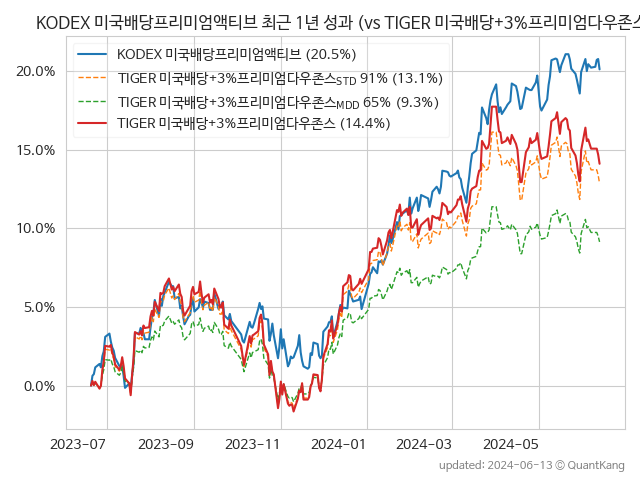 KODEX 미국배당프리미엄액티브 최근 1년 성과 (vs TIGER 미국배당+3%프리미엄다우존스
KODEX 미국배당프리미엄액티브 (20.5%)
TIGER 미국배당+3%프리미엄다우존스STD 91% (13.1%)
TIGER 미국배당+3%프리미엄다우존스MDD 65% (9.3%)
TIGER 미국배당+3%프리미엄다우존스 (14.4%)
20.0%
15.0%
10.0%
5.0%
0.0%
2023-07 2023-09 2023-11 2024-01 2024-03 2024-05
updated: 2024-06-13 © QuantKang